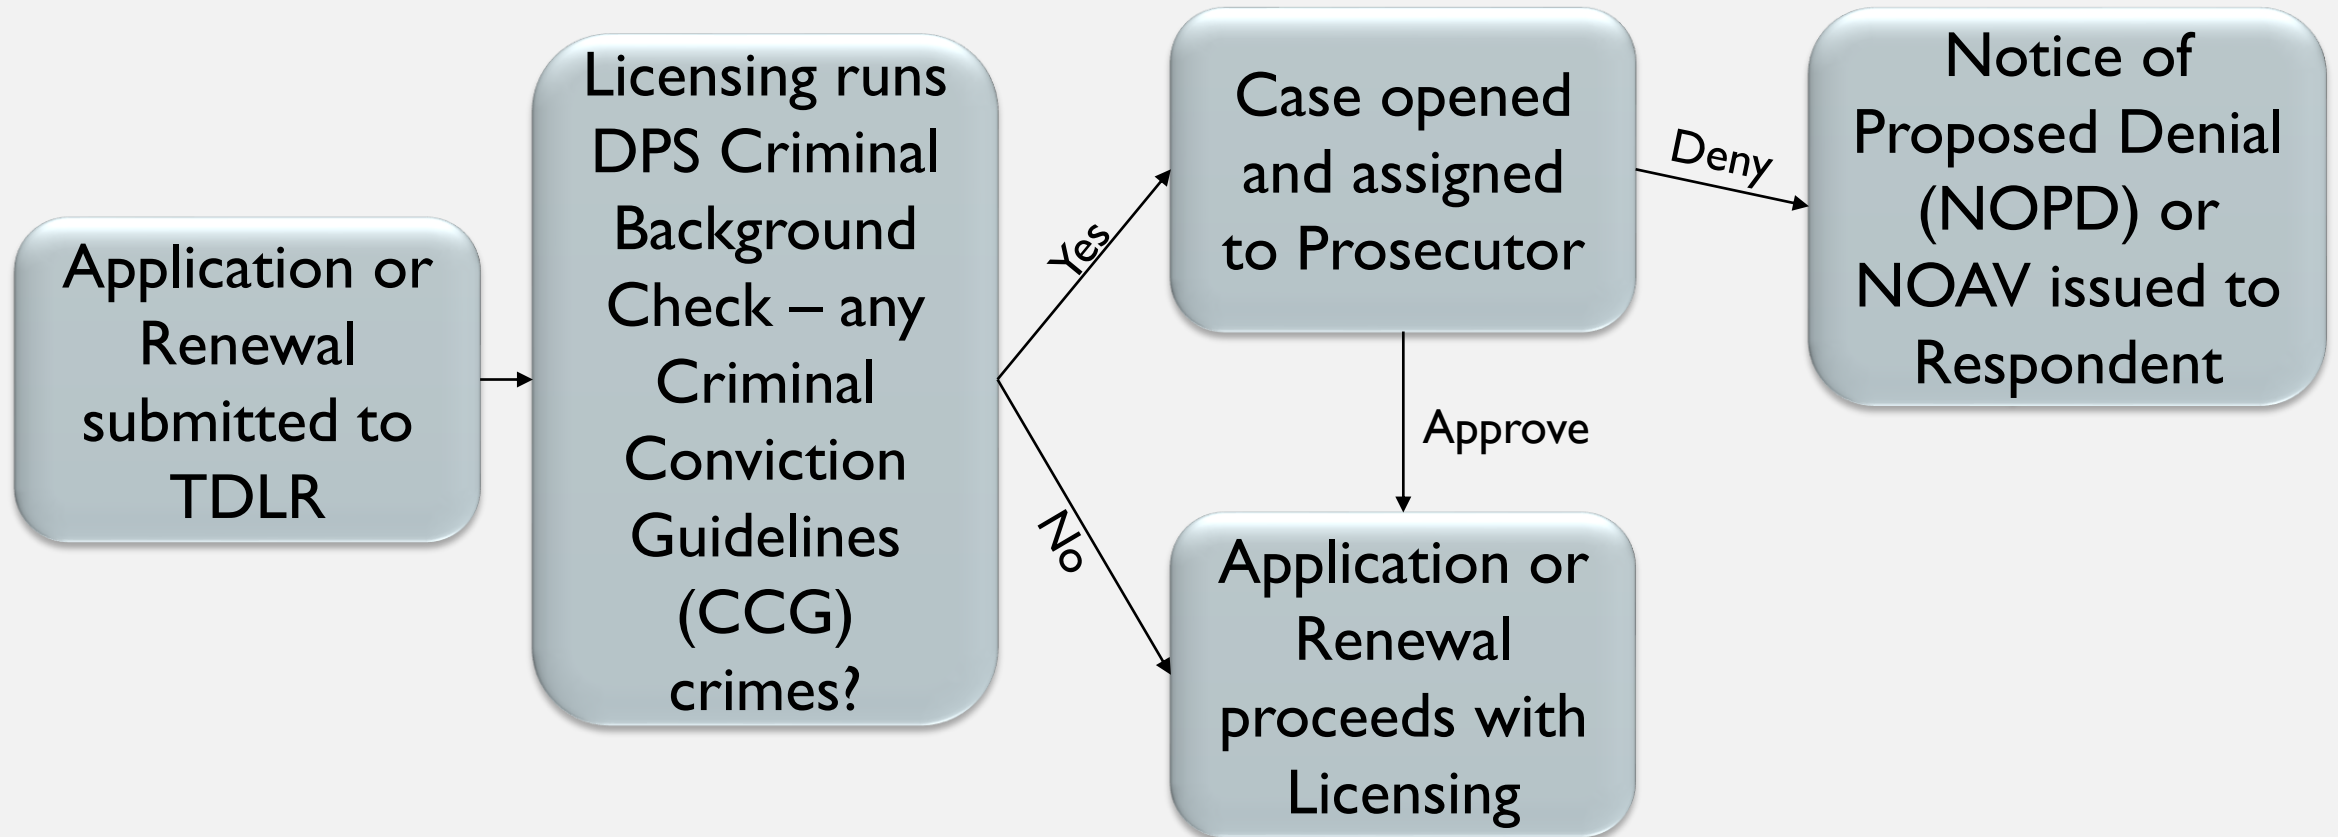 Application or
Renewal
submitted to
TDLR
Licensing runs
DPS Criminal
Background
Check – any
Criminal
Conviction
Guidelines
(CCG)
crimes?
Yes
No
Case opened
and assigned
to Prosecutor
Approve
Application or
Renewal
proceeds with
Licensing
Deny
Notice of
Proposed Denial
(NOPD) or
NOAV issued to
Respondent